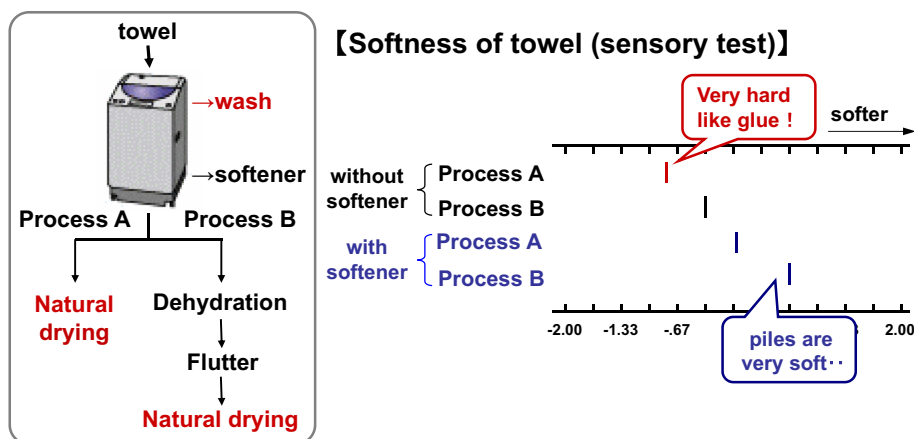 towel
→wash
→softener
Process A
Process B
Natural
drying
Dehydration
Flutter
Natural drying
【Softness of towel (sensory test)】
Very hard
like glue !
softer
without
softener
Process A
Process B
with
softener
Process A
Process B
-2.00
-1.33
-.67
2.00
piles are
very soft‥